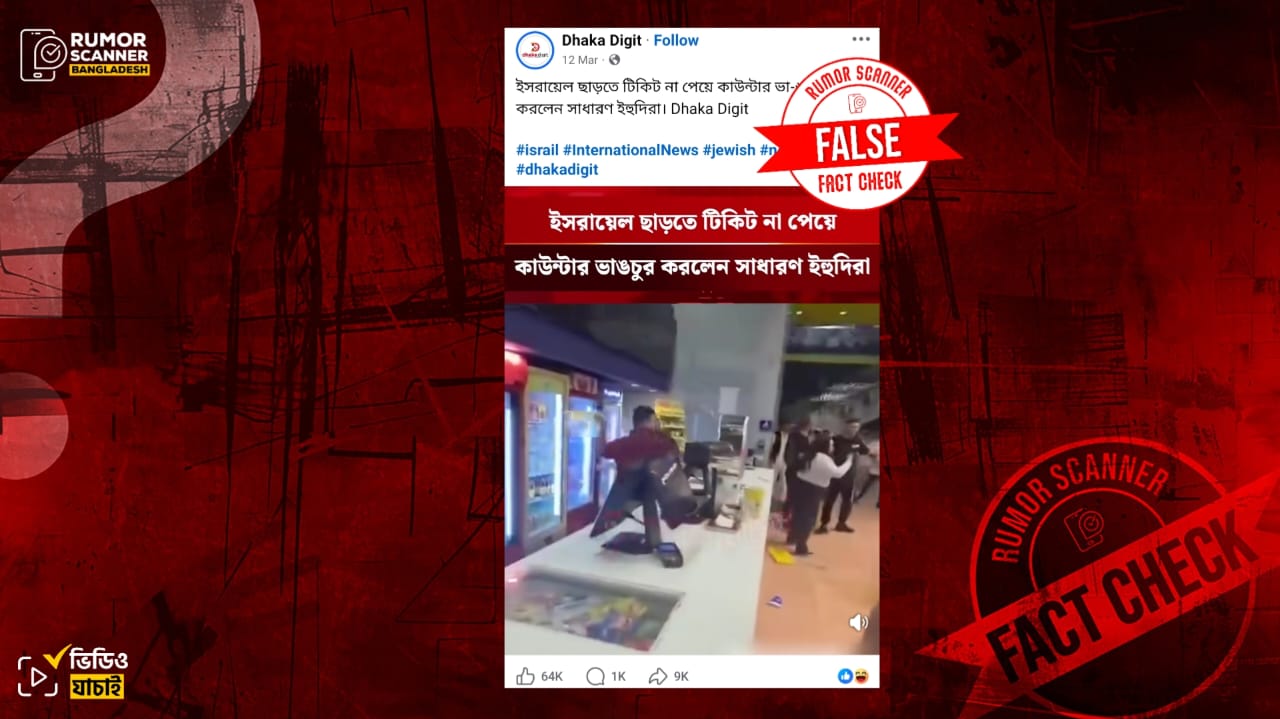 RUMOR
SCANNER
BANGLADESH
Dhaka Digit · Follow
12 Mar ·
ইসরায়েল ছাড়তে টিকিট না পেয়ে কাউন্টার
করলেন সাধারণ ইহুদিরা। Dhaka Digit
#israil #InternationalNews #jewish
#dhakadigit
RUMOR SCANNER
FALSE
FACT CHECK
ইসরায়েল ছাড়তে টিকিট না পেয়ে
কাউন্টার ভাঙচুর করলেন সাধারণ ইহুদিরা
64K 1K 9K
ভিডিও
যাচাই
RUMOR SCANNER
FACT CHECK